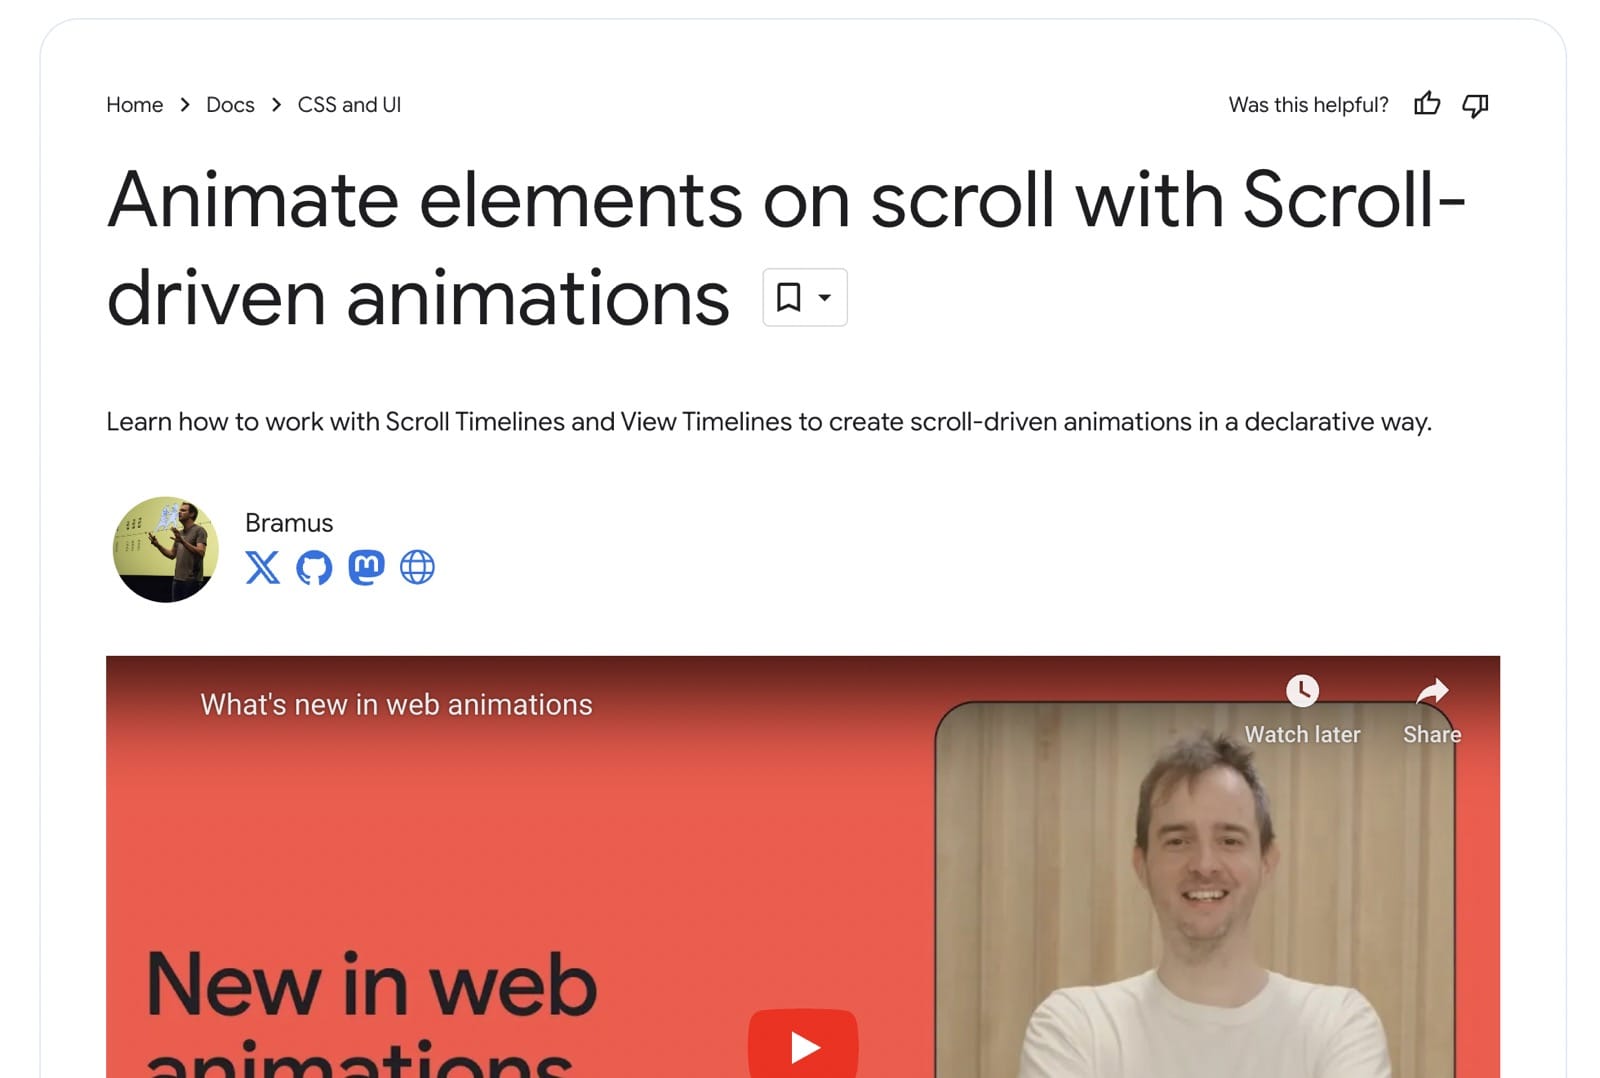 Home > Docs > CSS and UI
Was this helpful?
Animate elements on scroll with Scroll-
driven animations
Learn how to work with Scroll Timelines and View Timelines to create scroll-driven animations in a declarative way.
Bramus
What's new in web animations
Watch later
Share
New in web
animations